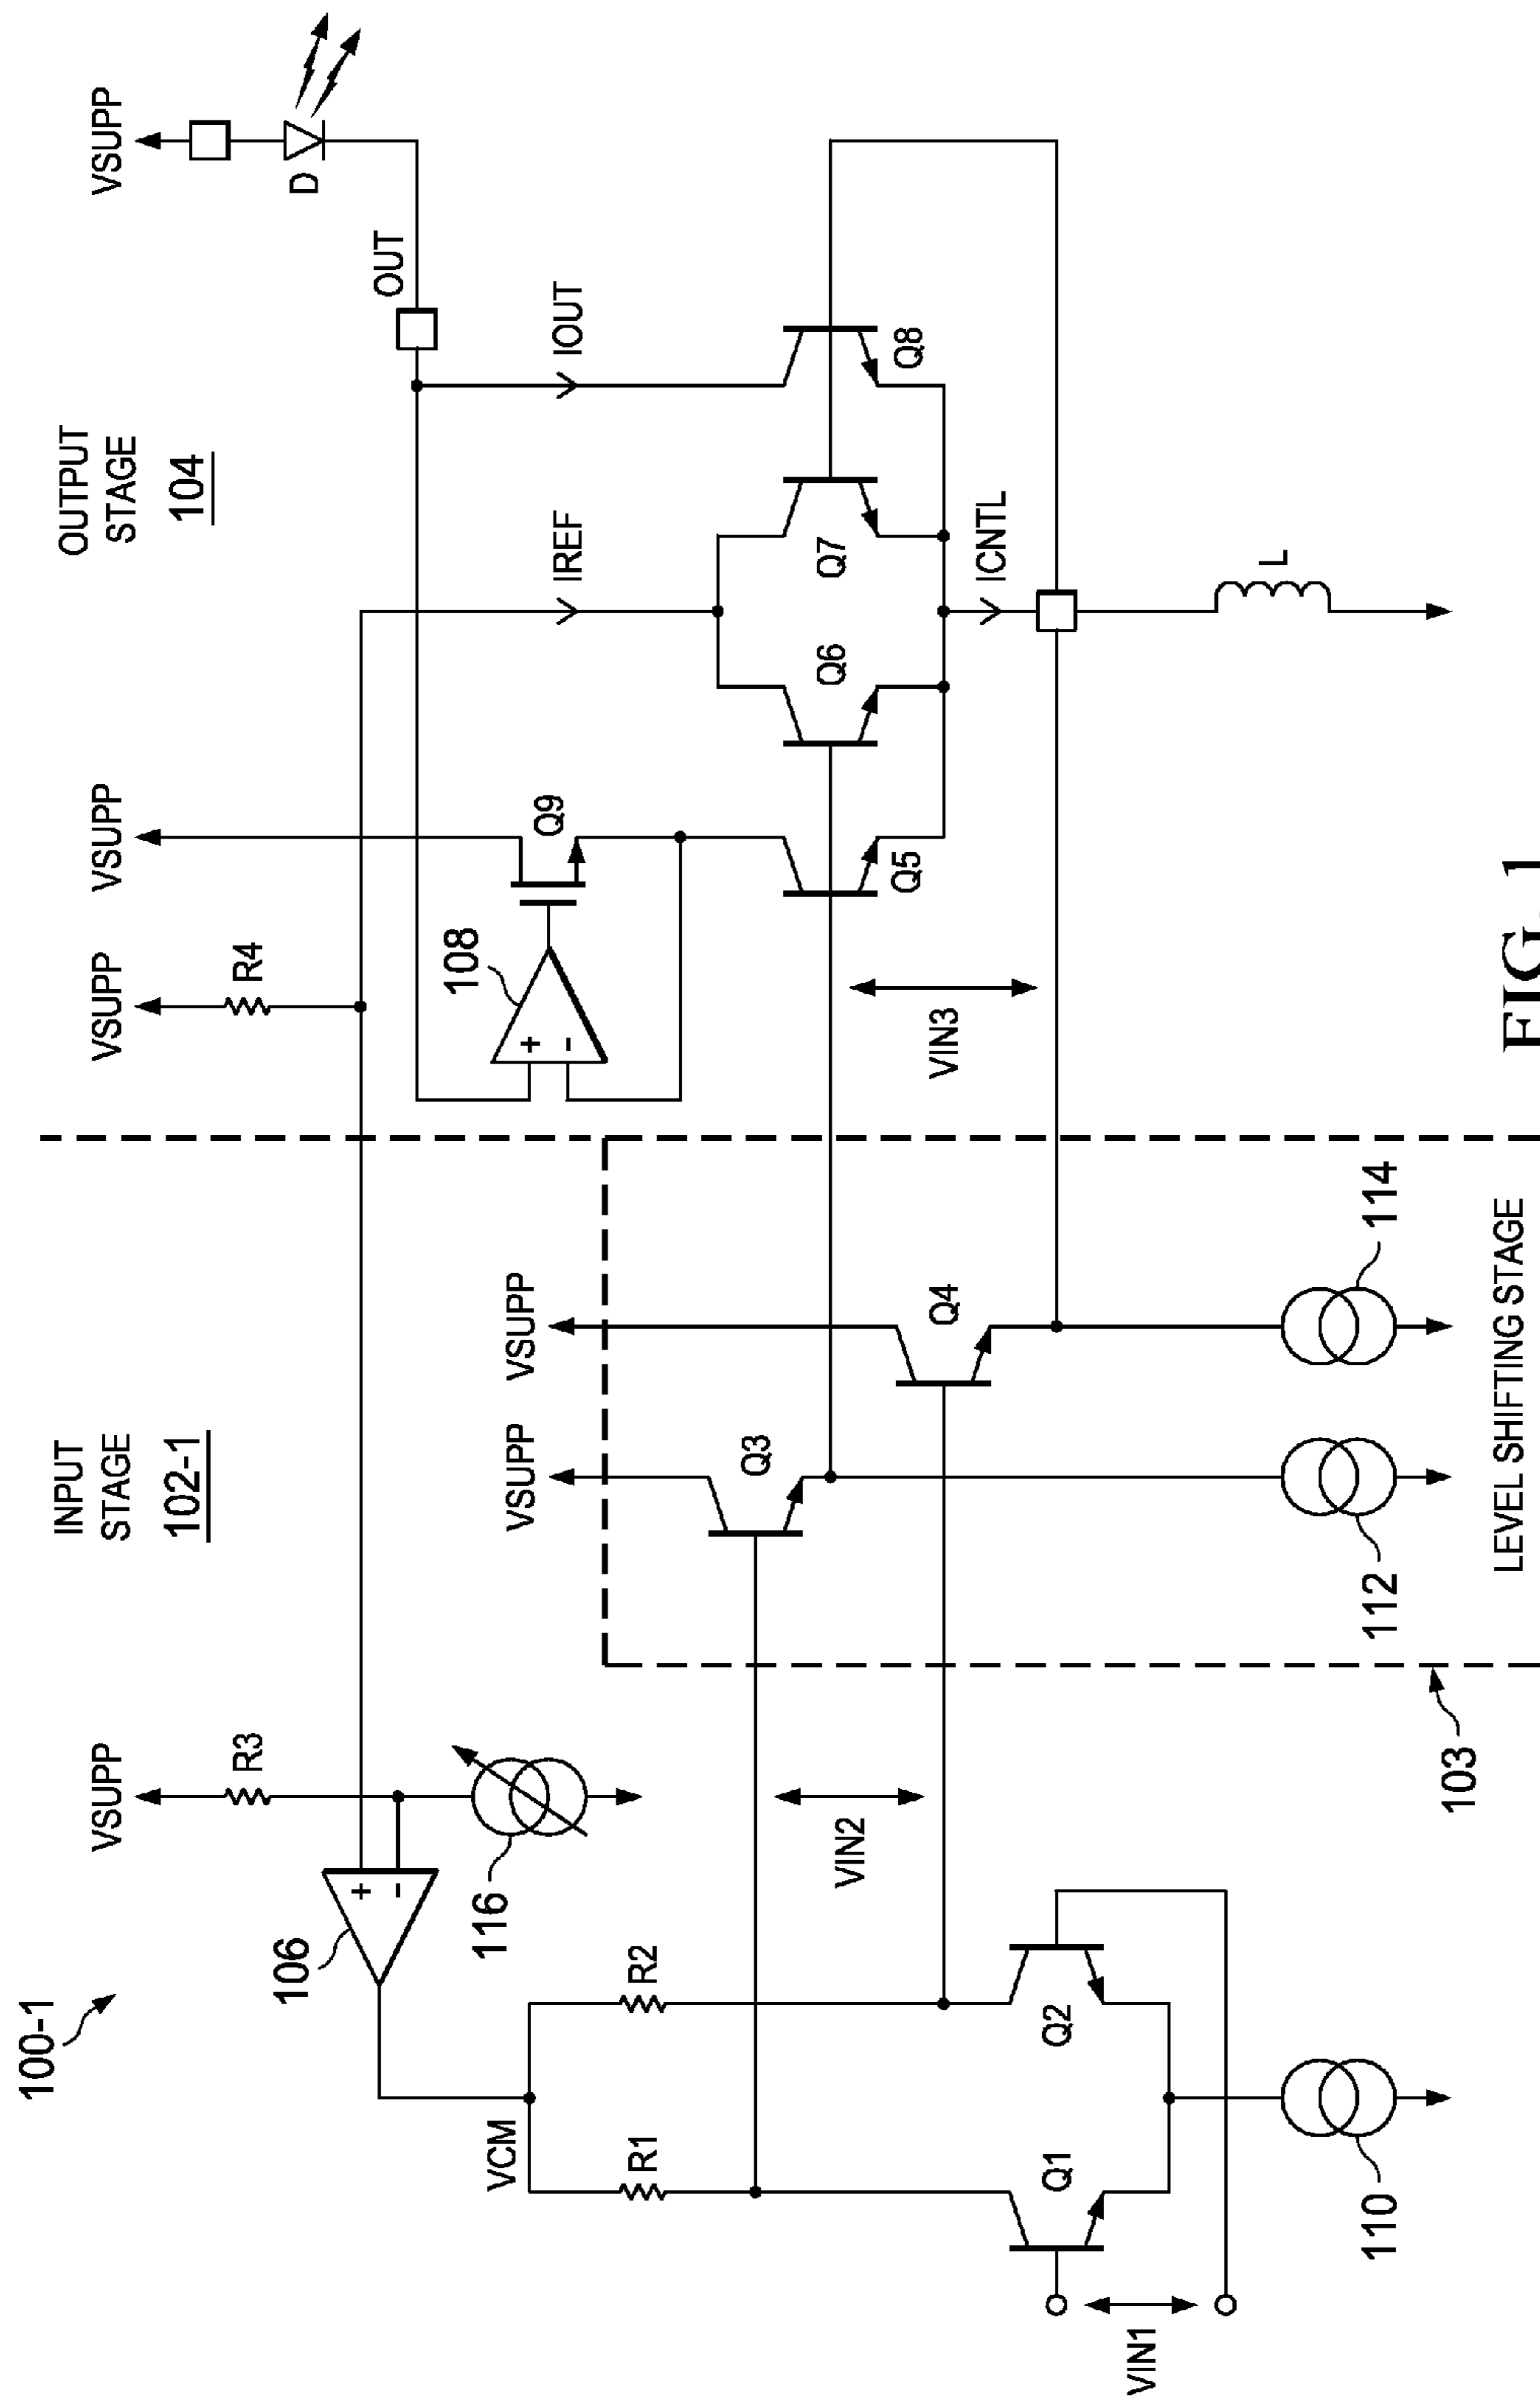 100-1
INPUT
STAGE
102-1
OUTPUT
STAGE
104
VSUPP
VSUPP
VSUPP
VSUPP
R3
R4
D
106
+
-
116
OUT
VCM
R1
R2
VSUPP
VSUPP
108
+
-
Q9
IREF
IOUT
VIN2
Q3
Q4
Q5
Q6
Q7
Q8
VIN3
ICNTL
Q1
Q2
VIN1
L
110
112
114
103
LEVEL SHIFTING STAGE
FIG. 1